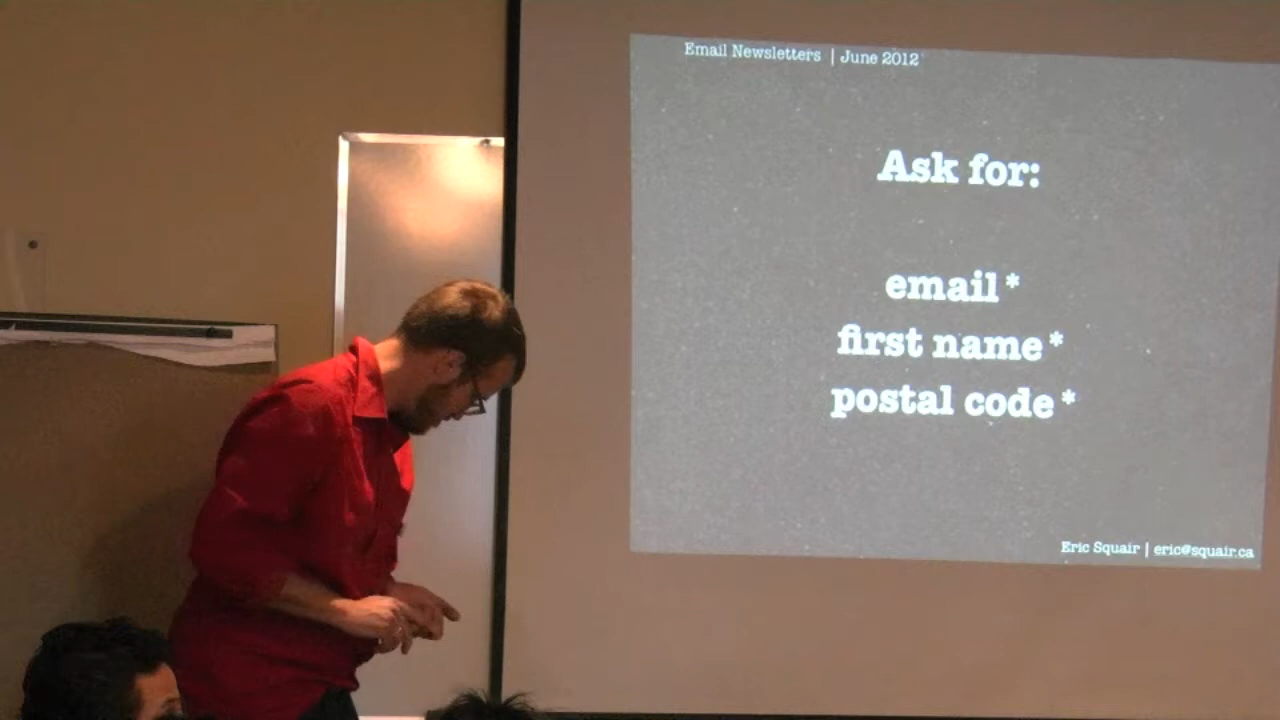 Email Newsletters | June 2012
Ask for:
email*
first name*
postal code*
Eric Squair | eric@squair.ca